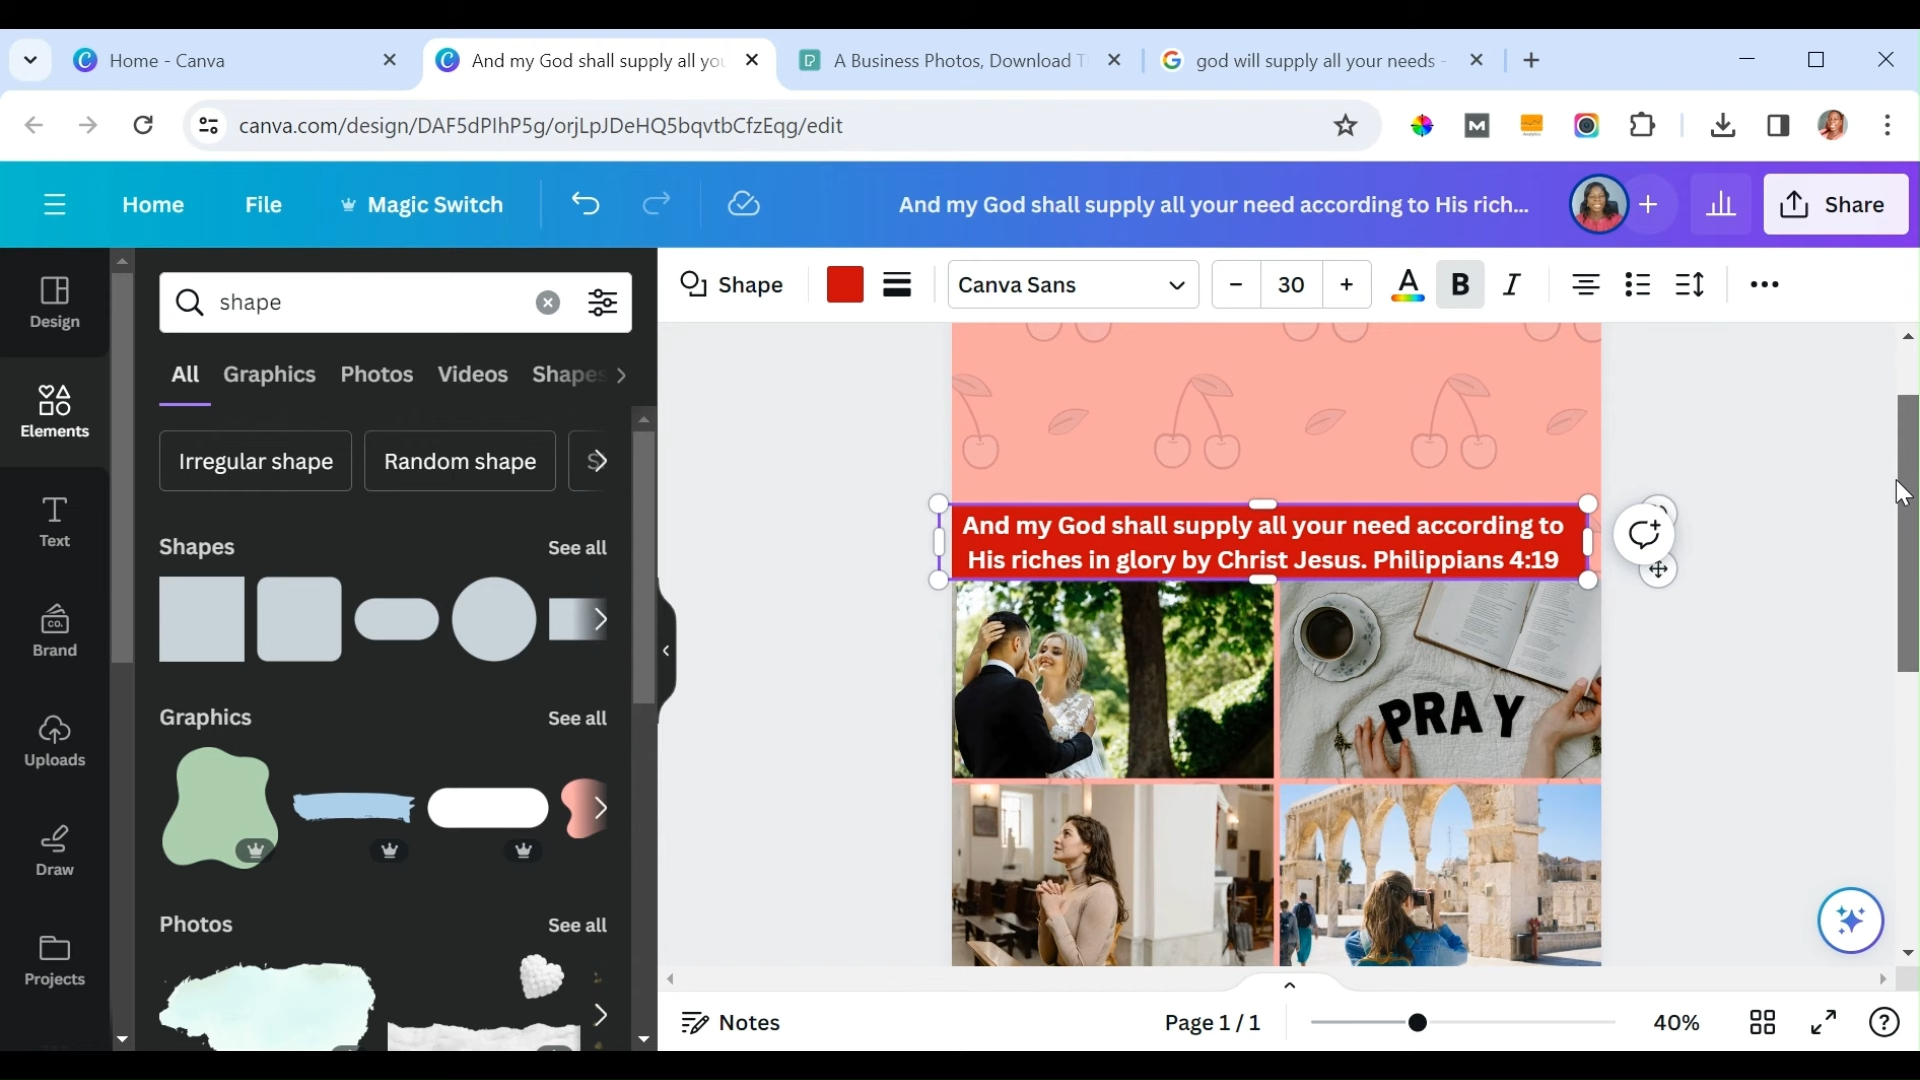 Home - Canva
And my God shall supply all you
A Business Photos, Download T
god will supply all your needs -
canva.com/design/DAF5dPIhP5g/orjLpJDeHQ5bqvtbCfzEqg/edit
Home
File
Magic Switch
And my God shall supply all your need according to His rich...
Share
Design
Elements
Text
Brand
CO.
Uploads
Draw
Projects
shape
All
Graphics
Photos
Videos
Shapes
Irregular shape
Random shape
S
Shapes
See all
Graphics
See all
Photos
See all
Shape
Canva Sans
- 30 +
A B I
And my God shall supply all your need according to
His riches in glory by Christ Jesus. Philippians 4:19
PRAY
Notes
Page 1 / 1
40%